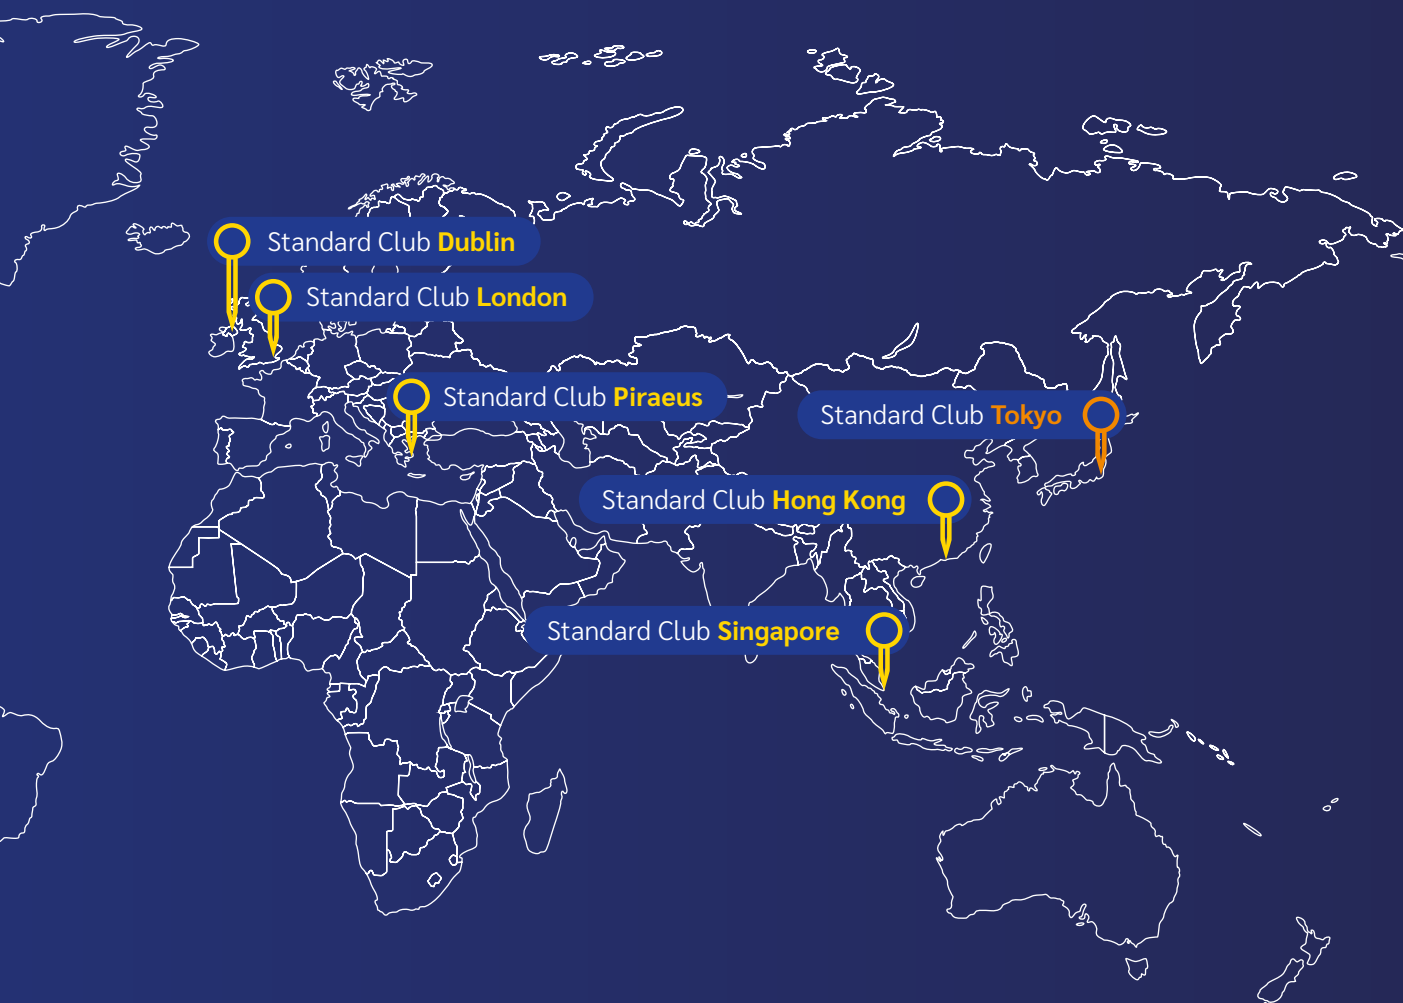 Standard Club Dublin
Standard Club London
Standard Club Piraeus
Standard Club Tokyo
Standard Club Hong Kong
Standard Club Singapore